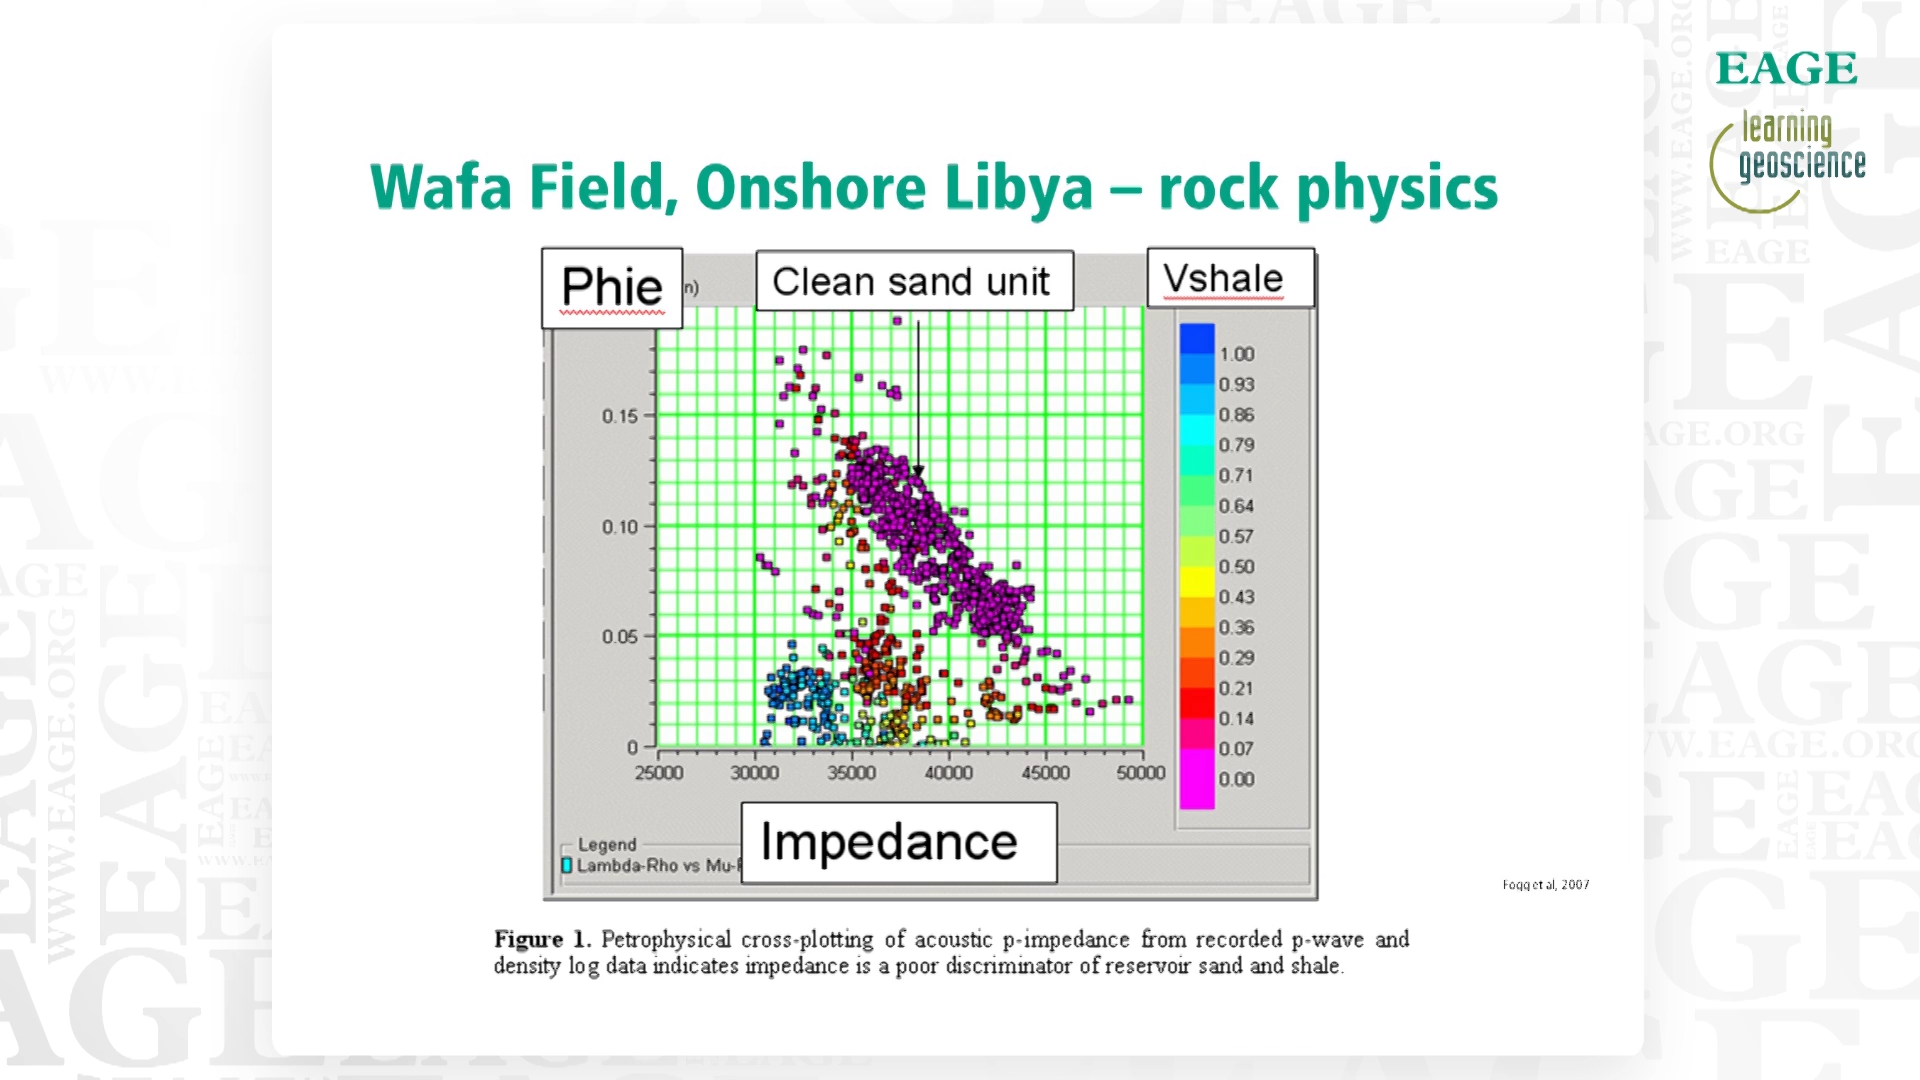 EAGE
learning
geoscience
Wafa Field, Onshore Libya – rock physics
Phie
n)
Clean sand unit
Vshale
0.15
0.10
0.05
0
25000 30000 35000 40000 45000 50000
1.00
0.93
0.86
0.79
0.71
0.64
0.57
0.50
0.43
0.36
0.29
0.21
0.14
0.07
0.00
Impedance
Legend
Lambda-Rho vs Mu-
Fogg et al, 2007
Figure 1. Petrophysical cross-plotting of acoustic p-impedance from recorded p-wave and
density log data indicates impedance is a poor discriminator of reservoir sand and shale.